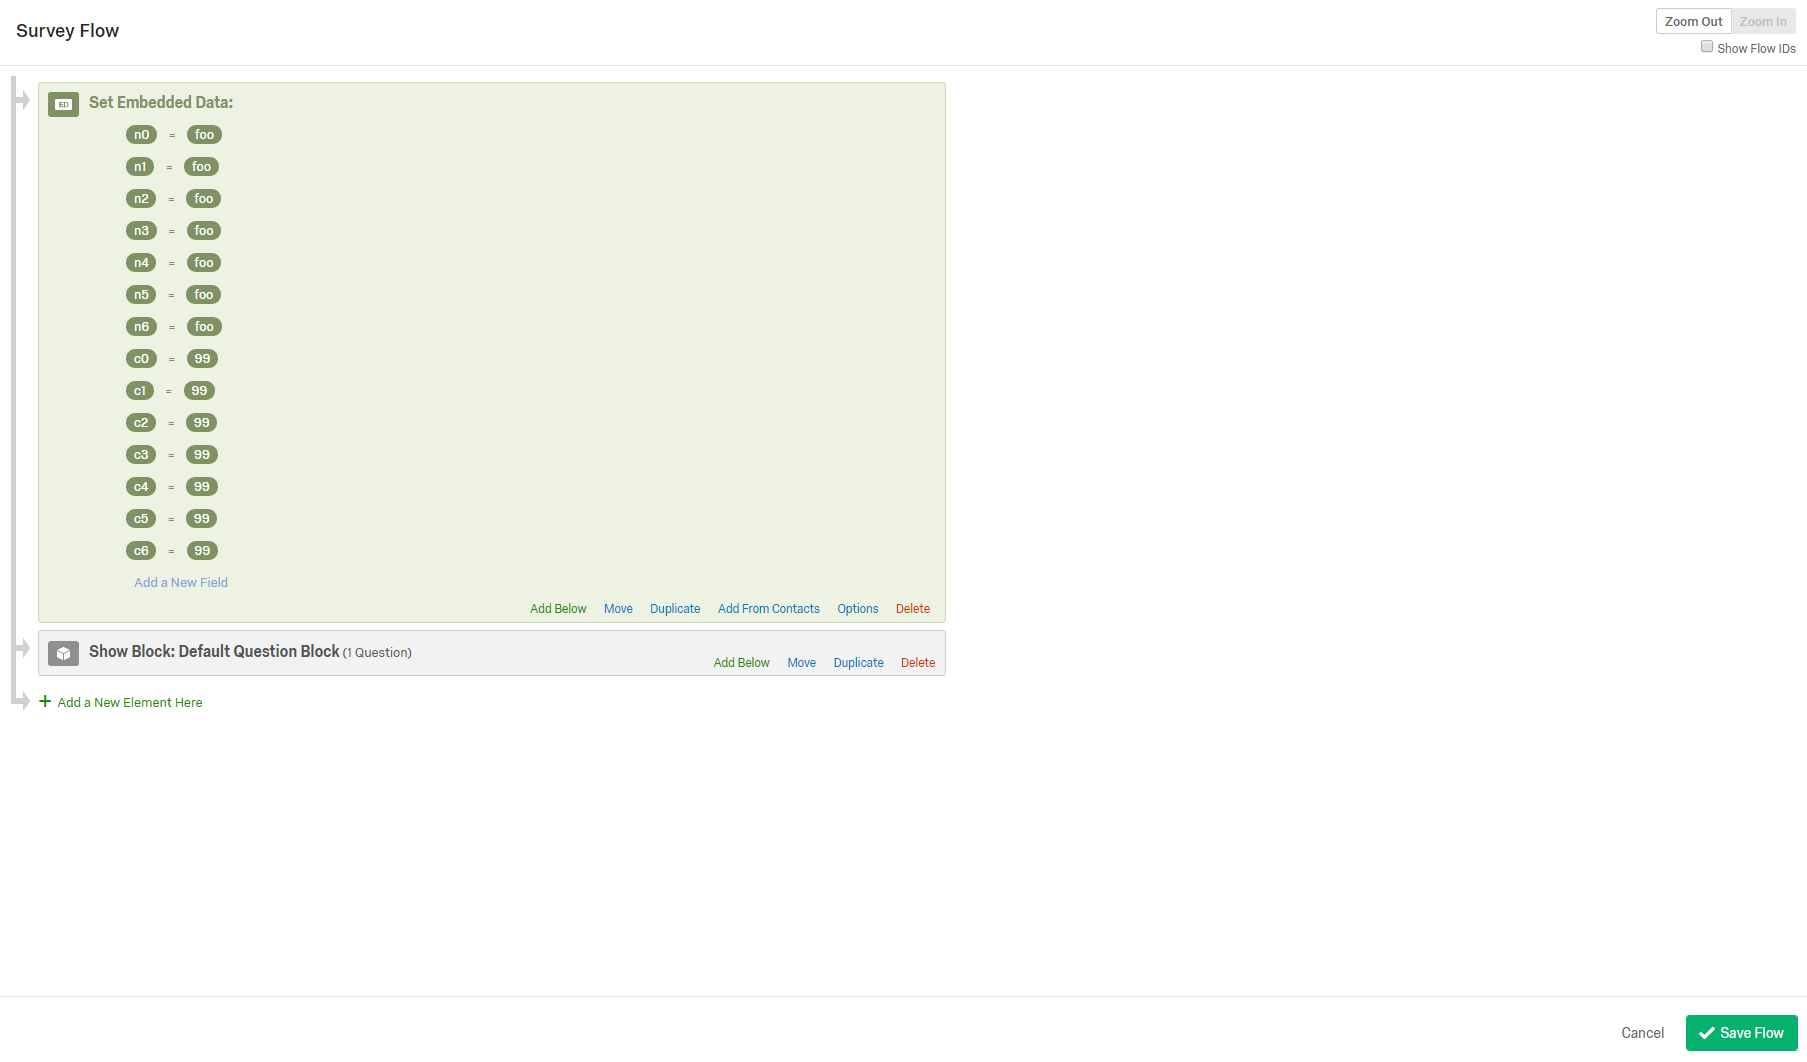 Survey Flow
Zoom Out Zoom In
Show Flow IDs
ED Set Embedded Data:
n0 = foo
n1 = foo
n2 = foo
n3 = foo
n4 = foo
n5 = foo
n6 = foo
c0 = 99
c1 = 99
c2 = 99
c3 = 99
c4 = 99
c5 = 99
c6 = 99
Add a New Field
Add Below Move Duplicate Add From Contacts Options Delete
Show Block: Default Question Block (1 Question)
Add Below Move Duplicate Delete
+ Add a New Element Here
Cancel Save Flow